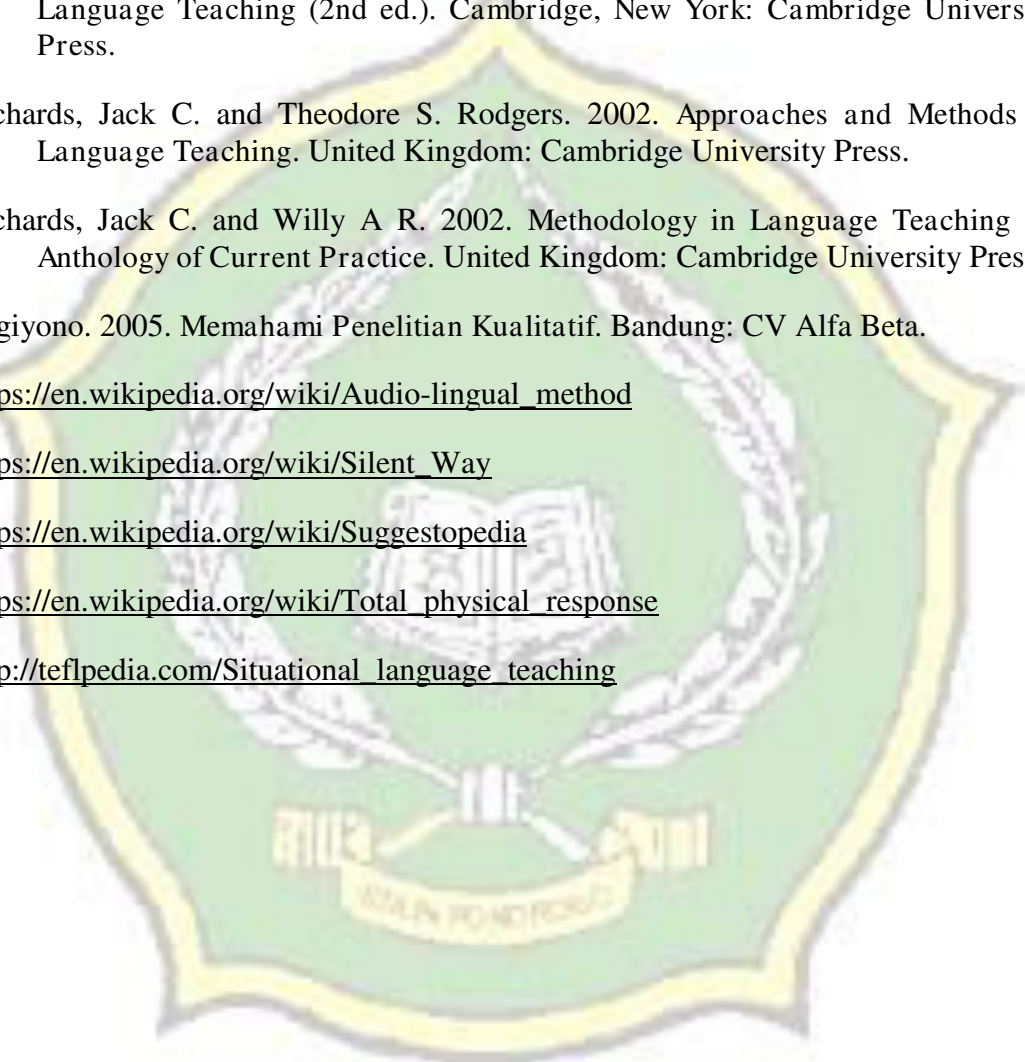 Language Teaching (2nd ed.). Cambridge, New York: Cambridge Univers
Press.
chards, Jack C. and Theodore S. Rodgers. 2002. Approaches and Methods
Language Teaching. United Kingdom: Cambridge University Press.
chards, Jack C. and Willy A R. 2002. Methodology in Language Teaching
Anthology of Current Practice. United Kingdom: Cambridge University Pres
giyono. 2005. Memahami Penelitian Kualitatif. Bandung: CV Alfa Beta.
ps://en.wikipedia.org/wiki/Audio-lingual_method
ps://en.wikipedia.org/wiki/Silent_Way
ps://en.wikipedia.org/wiki/Suggestopedia
ps://en.wikipedia.org/wiki/Total_physical_response
p://teflpedia.com/Situational_language_teaching